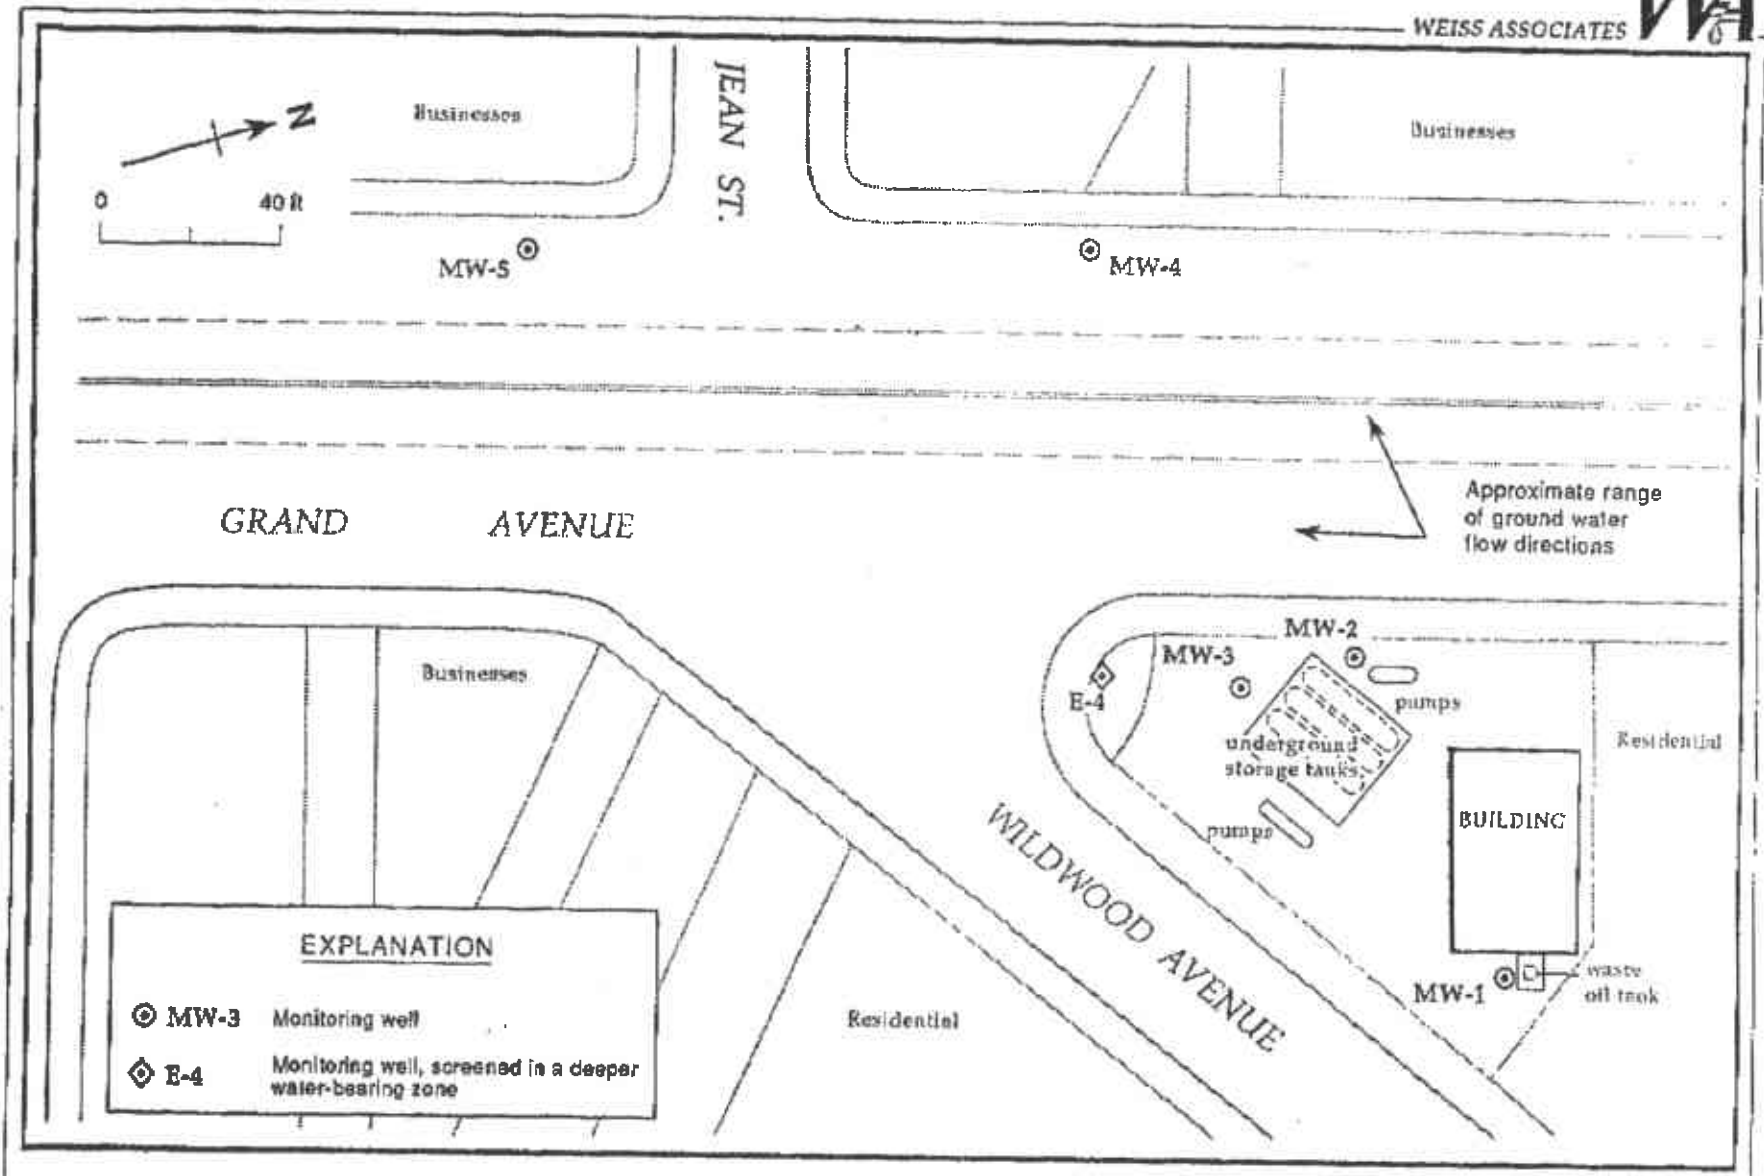 WEISS ASSOCIATES WA
N
0 40 ft
Businesses
JEAN ST.
Businesses
MW-5
MW-4
GRAND AVENUE
Approximate range
of ground water
flow directions
MW-2
MW-3
E-4
pumps
underground
storage tanks
pumps
Residential
BUILDING
Businesses
WILDWOOD AVENUE
MW-1
waste
oil tank
Residential
EXPLANATION
MW-3 Monitoring well
E-4 Monitoring well, screened in a deeper
water-bearing zone